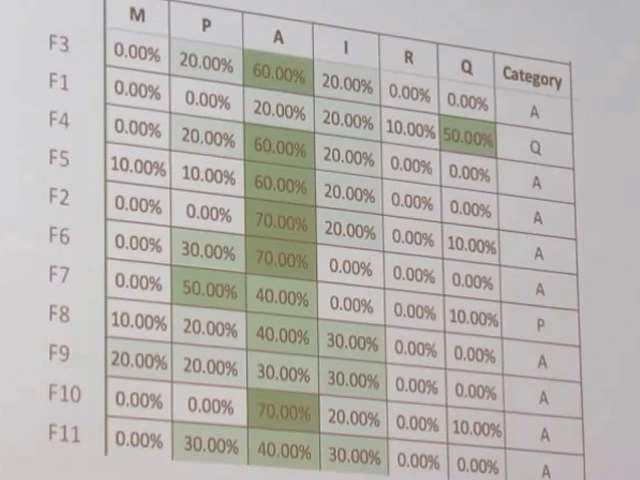 M P A I R Q Category
F3 0.00% 20.00% 60.00% 20.00% 0.00% 0.00% A
F1 0.00% 0.00% 20.00% 20.00% 10.00% 50.00% Q
F4 0.00% 20.00% 60.00% 20.00% 0.00% 0.00% A
F5 10.00% 10.00% 60.00% 20.00% 0.00% 0.00% A
F2 0.00% 0.00% 70.00% 20.00% 0.00% 10.00% A
F6 0.00% 30.00% 70.00% 0.00% 0.00% 0.00% A
F7 0.00% 50.00% 40.00% 0.00% 0.00% 10.00% P
F8 10.00% 20.00% 40.00% 30.00% 0.00% 0.00% A
F9 20.00% 20.00% 30.00% 30.00% 0.00% 0.00% A
F10 0.00% 0.00% 70.00% 20.00% 0.00% 10.00% A
F11 0.00% 30.00% 40.00% 30.00% 0.00% 0.00% A